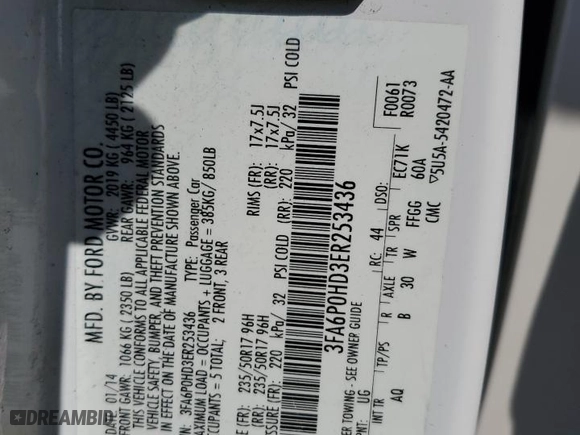 MFD. BY FORD MOTOR CO.
DATE: 01/14 GVWR: 2019 KG (4450 LB)
FRONT GAWR: 1066 KG (2350 LB) REAR GAWR: 964 KG (2125 LB)
THIS VEHICLE CONFORMS TO ALL APPLICABLE FEDERAL MOTOR
VEHICLE SAFETY, BUMPER, AND THEFT PREVENTION STANDARDS
IN EFFECT ON THE DATE OF MANUFACTURE SHOWN ABOVE.
VIN: 3FA6P0HD3ER253436 TYPE: Passenger Car
MAXIMUM LOAD = OCCUPANTS + LUGGAGE = 385KG/ 850LB
OCCUPANTS = 5 TOTAL; 2 FRONT, 3 REAR
TIRE (FR): 235/50R17 96H RIMS (FR): 17x7.5J
(RR): 235/50R17 96H (RR): 17x7.5J
PRESSURE (FR): 220 kPa/ 32 PSI COLD (RR): 220 kPa/ 32 PSI COLD
3FA6P0HD3ER253436
TRAILER TOWING - SEE OWNER GUIDE
F0061
R0073
PNT: UG RC: 44 DSO:
INT TR TP/PS R AXLE TR SPR EC71K
AQ B 30 W FFGG 60A
CMC ▽5U5A-5420472-AA
DREAMBID